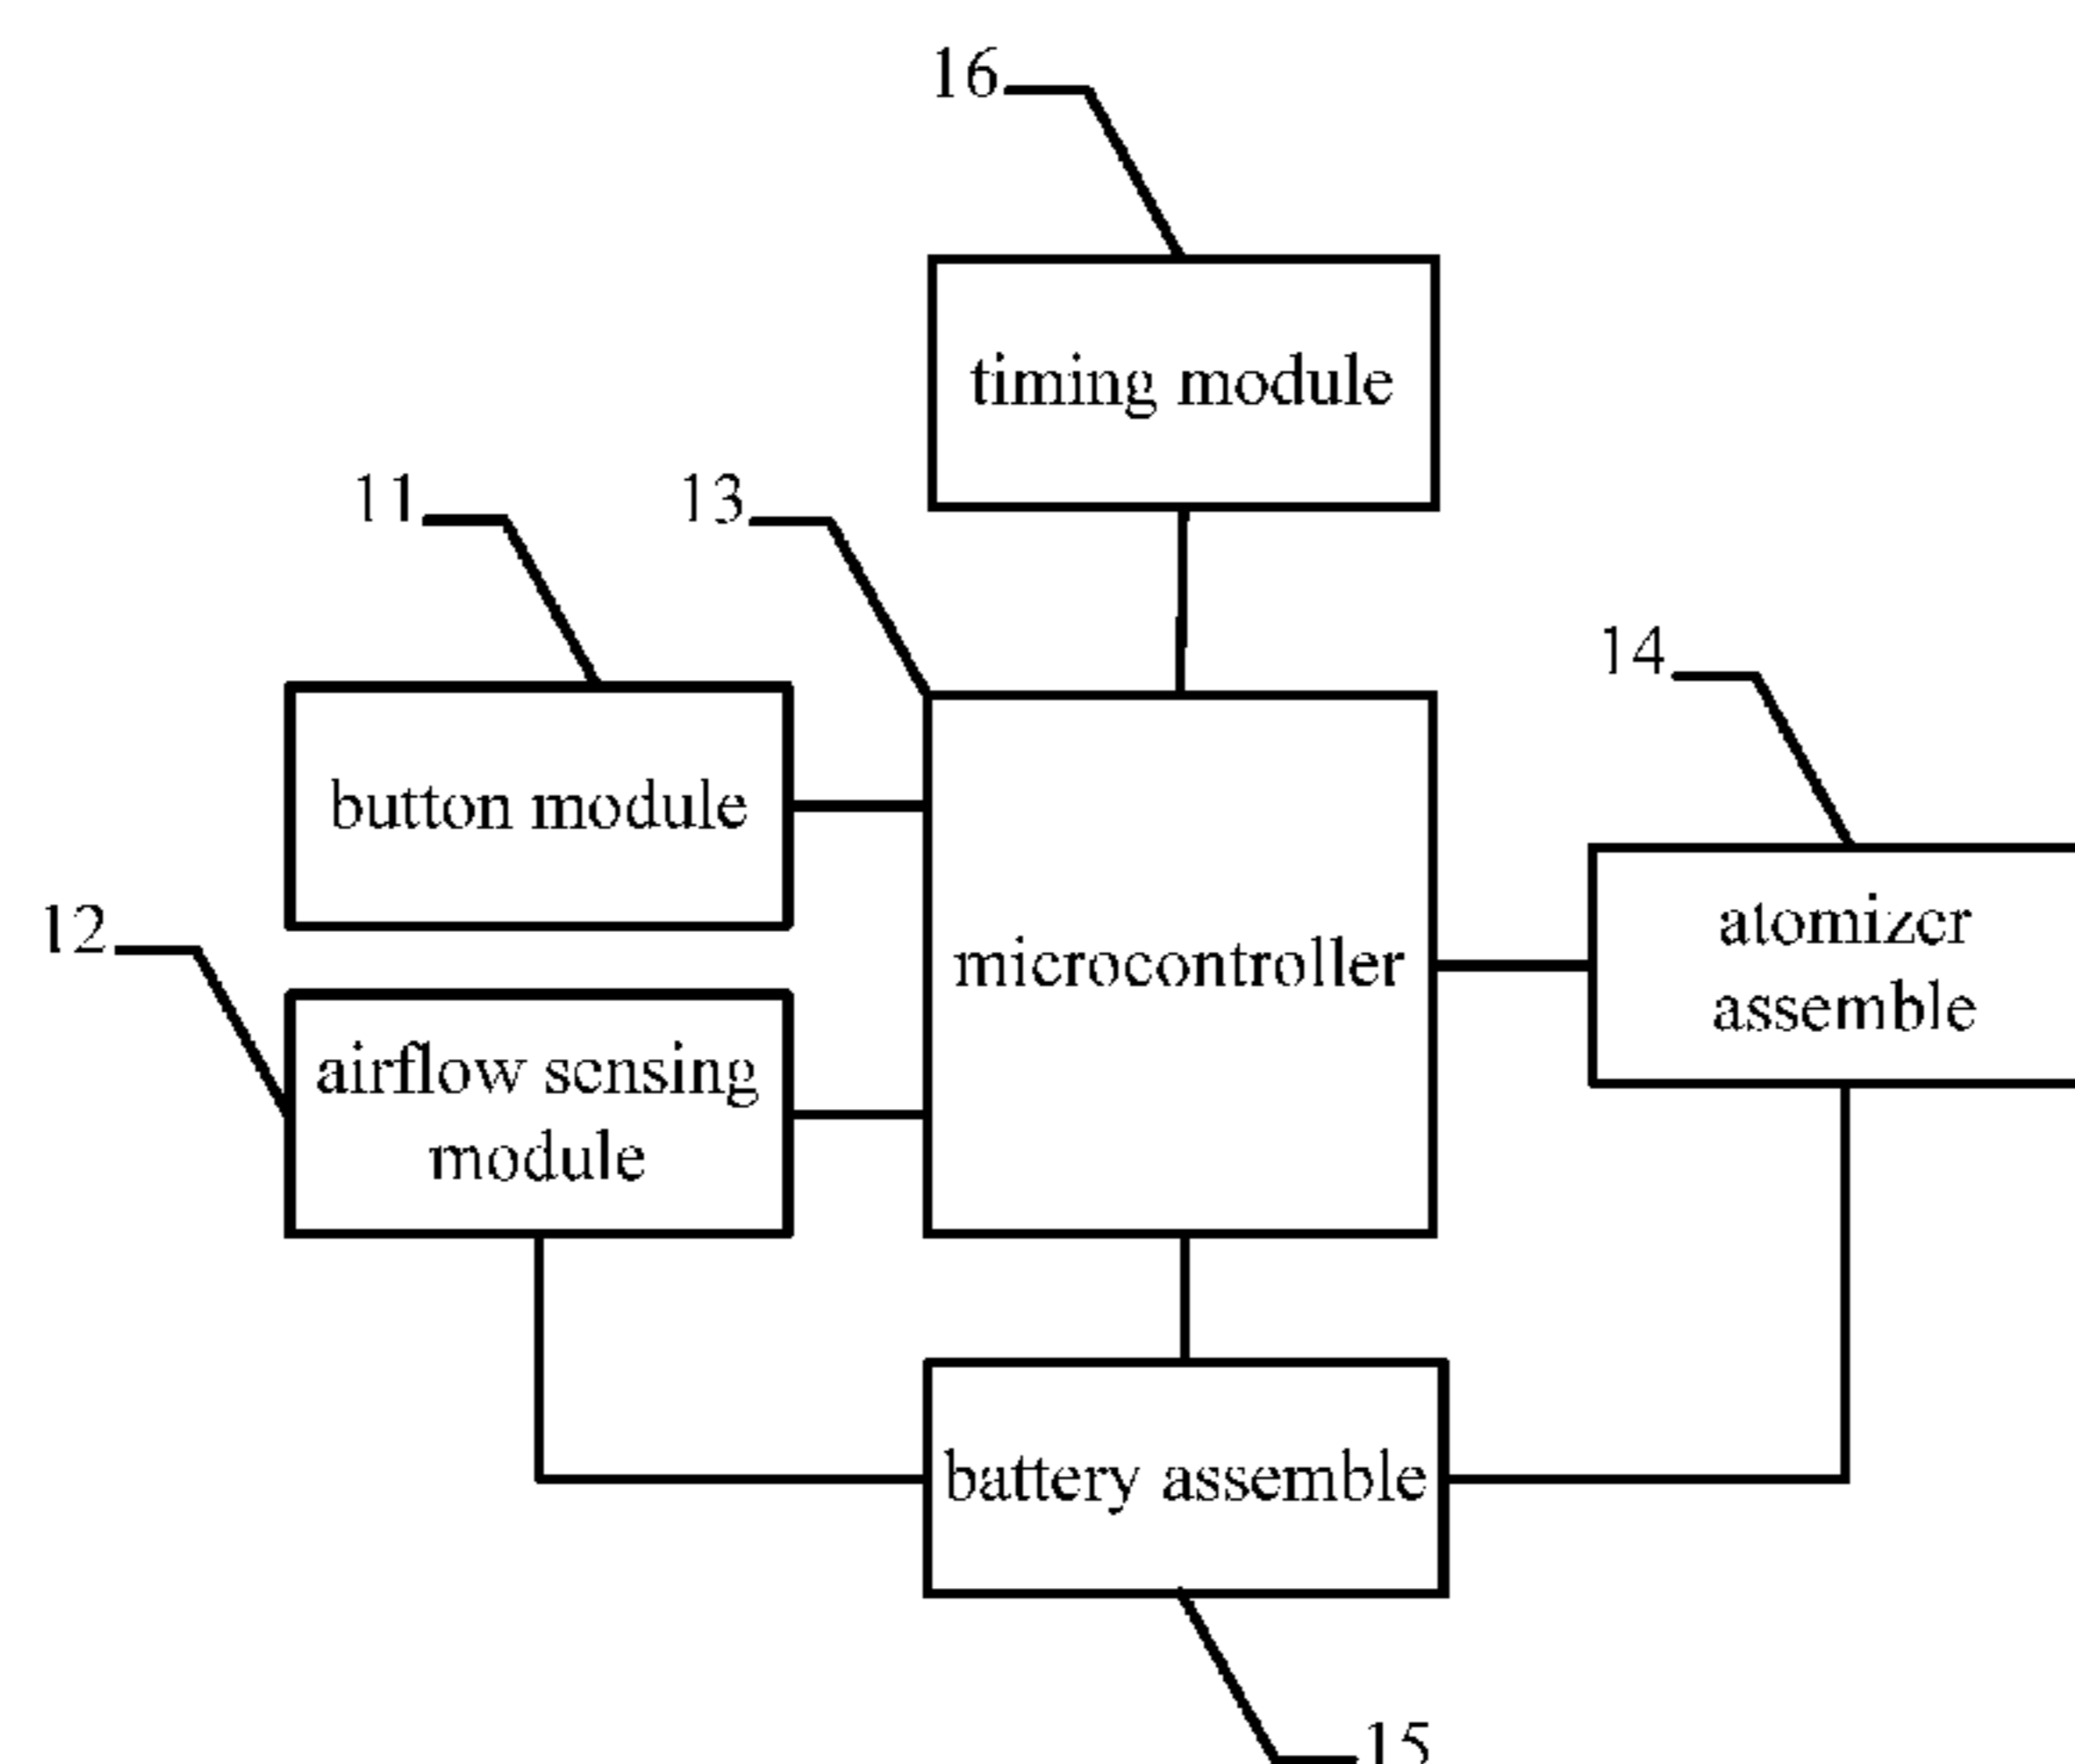 16
timing module
11
13
14
button module
12
microcontroller
atomizer
assemble
airflow sensing
module
battery assemble
15